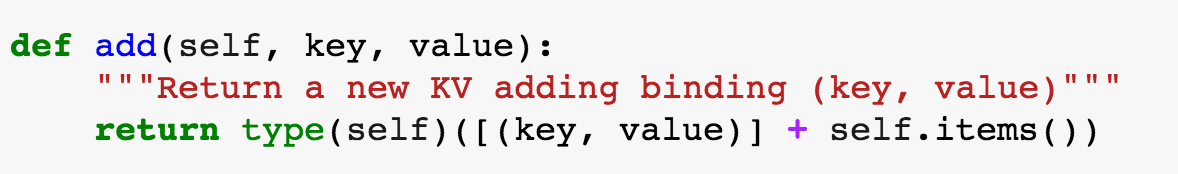 def add(self, key, value):
    """Return a new KV adding binding (key, value)"""
    return type(self)([(key, value)] + self.items())